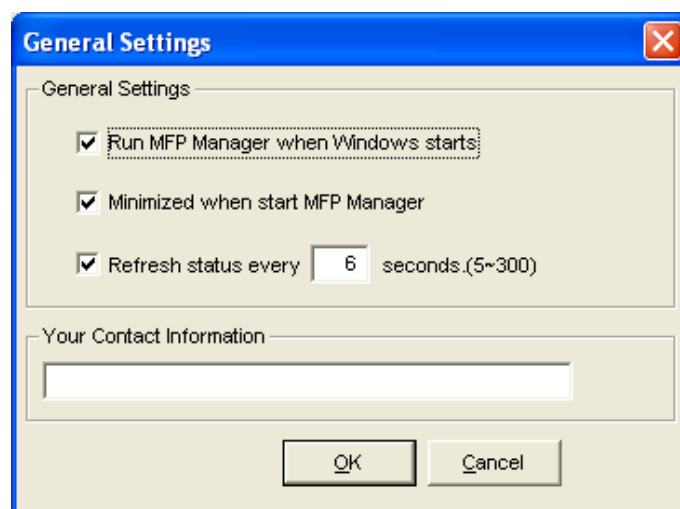 General Settings
General Settings
Run MFP Manager when Windows starts
Minimized when start MFP Manager
Refresh status every 6 seconds.(5~300)
Your Contact Information
OK Cancel